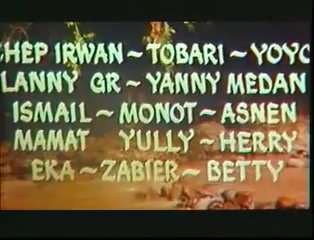 CHEP IRWAN ~ TOBARI ~ YOYO
LANNY GR ~ YANNY MEDAN
ISMAIL ~ MONOT ~ ASNEN
MAMAT YULLY ~ HERRY
EKA ~ ZABIER ~ BETTY